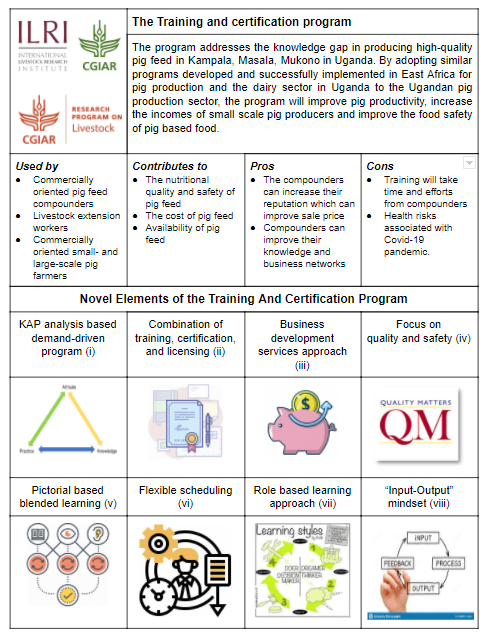 ILRI
INTERNATIONAL
LIVESTOCK RESEARCH
INSTITUTE
CGIAR
RESEARCH
PROGRAM ON
Livestock
CGIAR
The Training and certification program
The program addresses the knowledge gap in producing high-quality
pig feed in Kampala, Masala, Mukono in Uganda. By adopting similar
programs developed and successfully implemented in East Africa for
pig production and the dairy sector in Uganda to the Ugandan pig
production sector, the program will improve pig productivity, increase
the incomes of small scale pig producers and improve the food safety
of pig based food.
Used by
● Commercially
oriented pig feed
compounders
● Livestock extension
workers
● Commercially
oriented small- and
large-scale pig
farmers
Contributes to
● The nutritional
quality and safety of
pig feed
● The cost of pig feed
● Availability of pig
feed
Pros
● The compounders
can increase their
reputation which can
improve sale price
● Compounders can
improve their
knowledge and
business networks
Cons
● Training will take
time and efforts
from compounders
● Health risks
associated with
Covid-19
pandemic.
Novel Elements of the Training And Certification Program
KAP analysis based
demand-driven
program (i)
Combination of
training, certification,
and licensing (ii)
Business
development
services approach
(iii)
Focus on
quality and safety (iv)
Attitude
Practice
Knowledge
QUALITY MATTERS
QM
Pictorial based
blended learning (v)
Flexible scheduling
(vi)
Role based learning
approach (vii)
“Input-Output”
mindset (viii)
Learning styles
DOER
DREAMER
DECISION
MAKER
THINKER
INPUT
FEEDBACK
PROCESS
OUTPUT